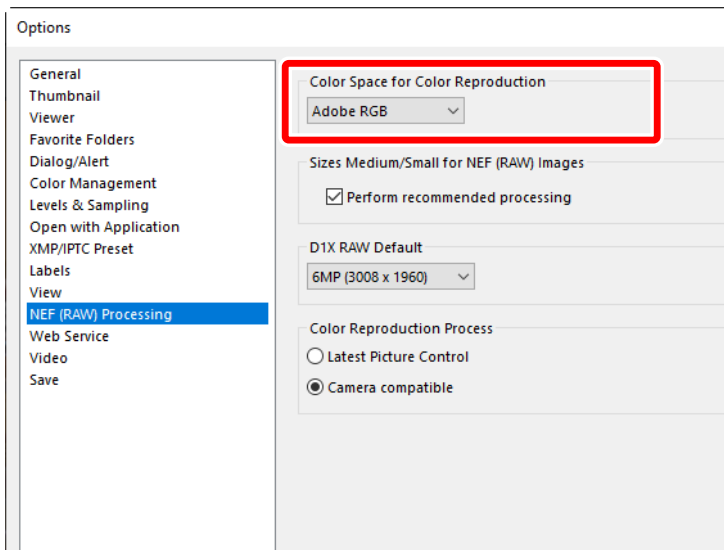 Options
General
Thumbnail
Viewer
Favorite Folders
Dialog/Alert
Color Management
Levels & Sampling
Open with Application
XMP/IPTC Preset
Labels
View
NEF (RAW) Processing
Web Service
Video
Save
Color Space for Color Reproduction
Adobe RGB
Sizes Medium/Small for NEF (RAW) Images
Perform recommended processing
D1X RAW Default
6MP (3008 x 1960)
Color Reproduction Process
Latest Picture Control
Camera compatible